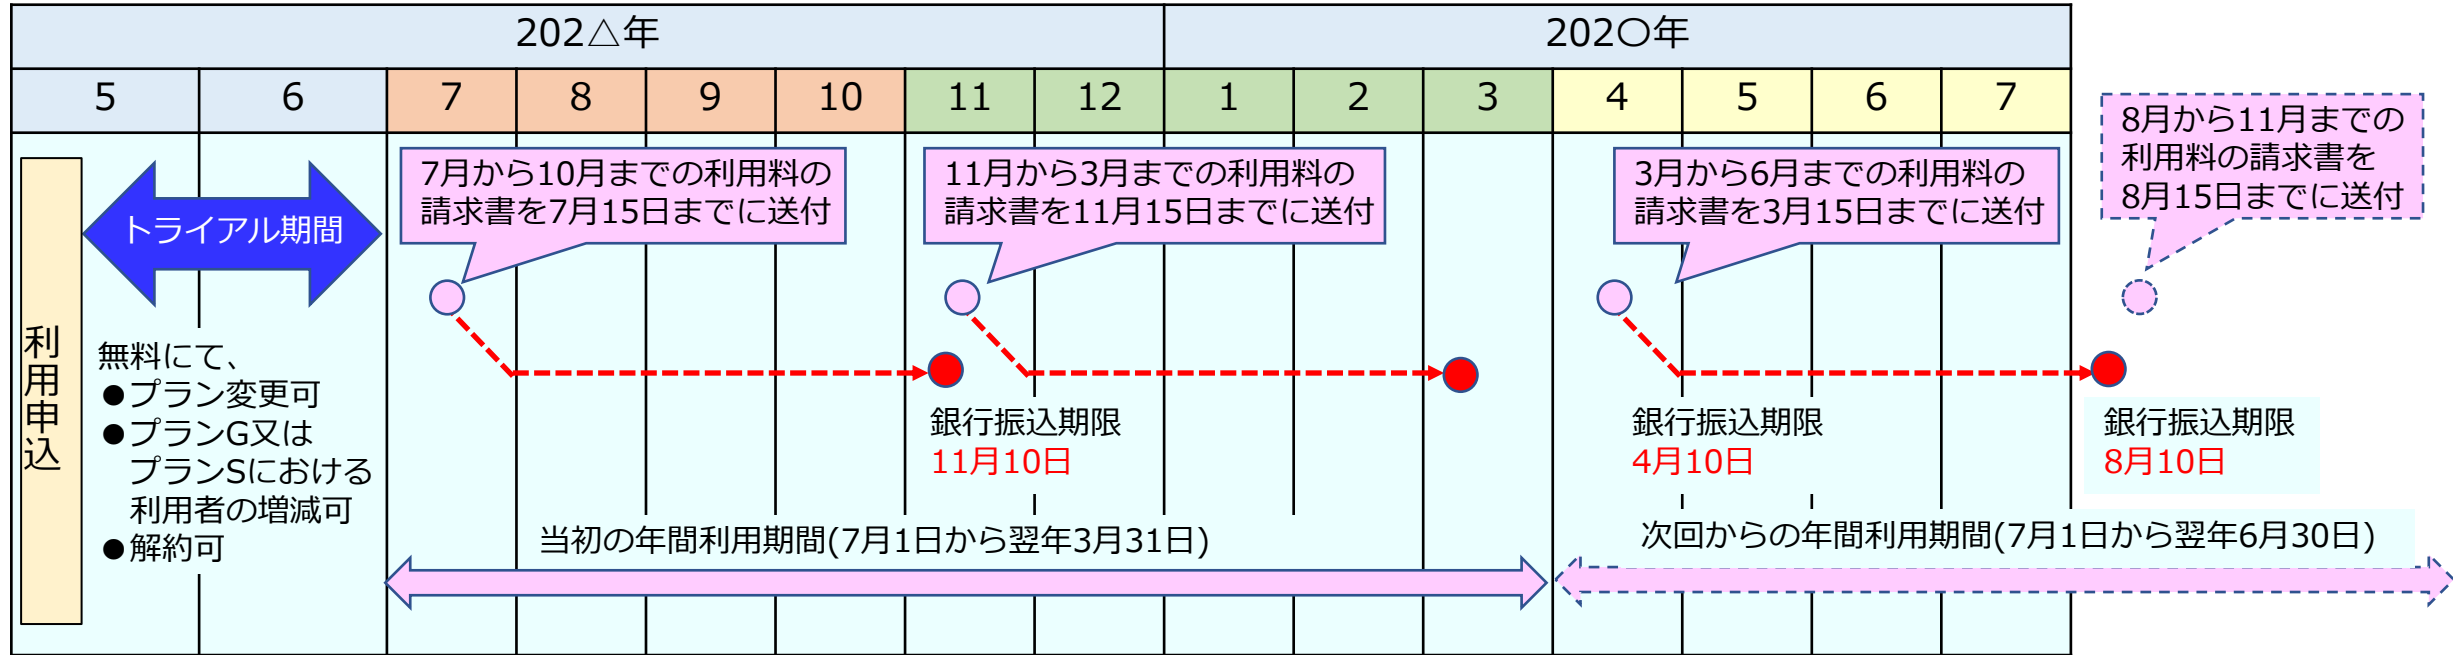 202△年
202〇年
5
6
7
8
9
10
11
12
1
2
3
4
5
6
7
利用申込
トライアル期間
無料にて、
●プラン変更可
●プランG又は
プランSにおける
利用者の増減可
●解約可
7月から10月までの利用料の
請求書を7月15日までに送付
11月から3月までの利用料の
請求書を11月15日までに送付
3月から6月までの利用料の
請求書を3月15日までに送付
8月から11月までの
利用料の請求書を
8月15日までに送付
銀行振込期限
11月10日
銀行振込期限
4月10日
銀行振込期限
8月10日
当初の年間利用期間(7月1日から翌年3月31日)
次回からの年間利用期間(7月1日から翌年6月30日)